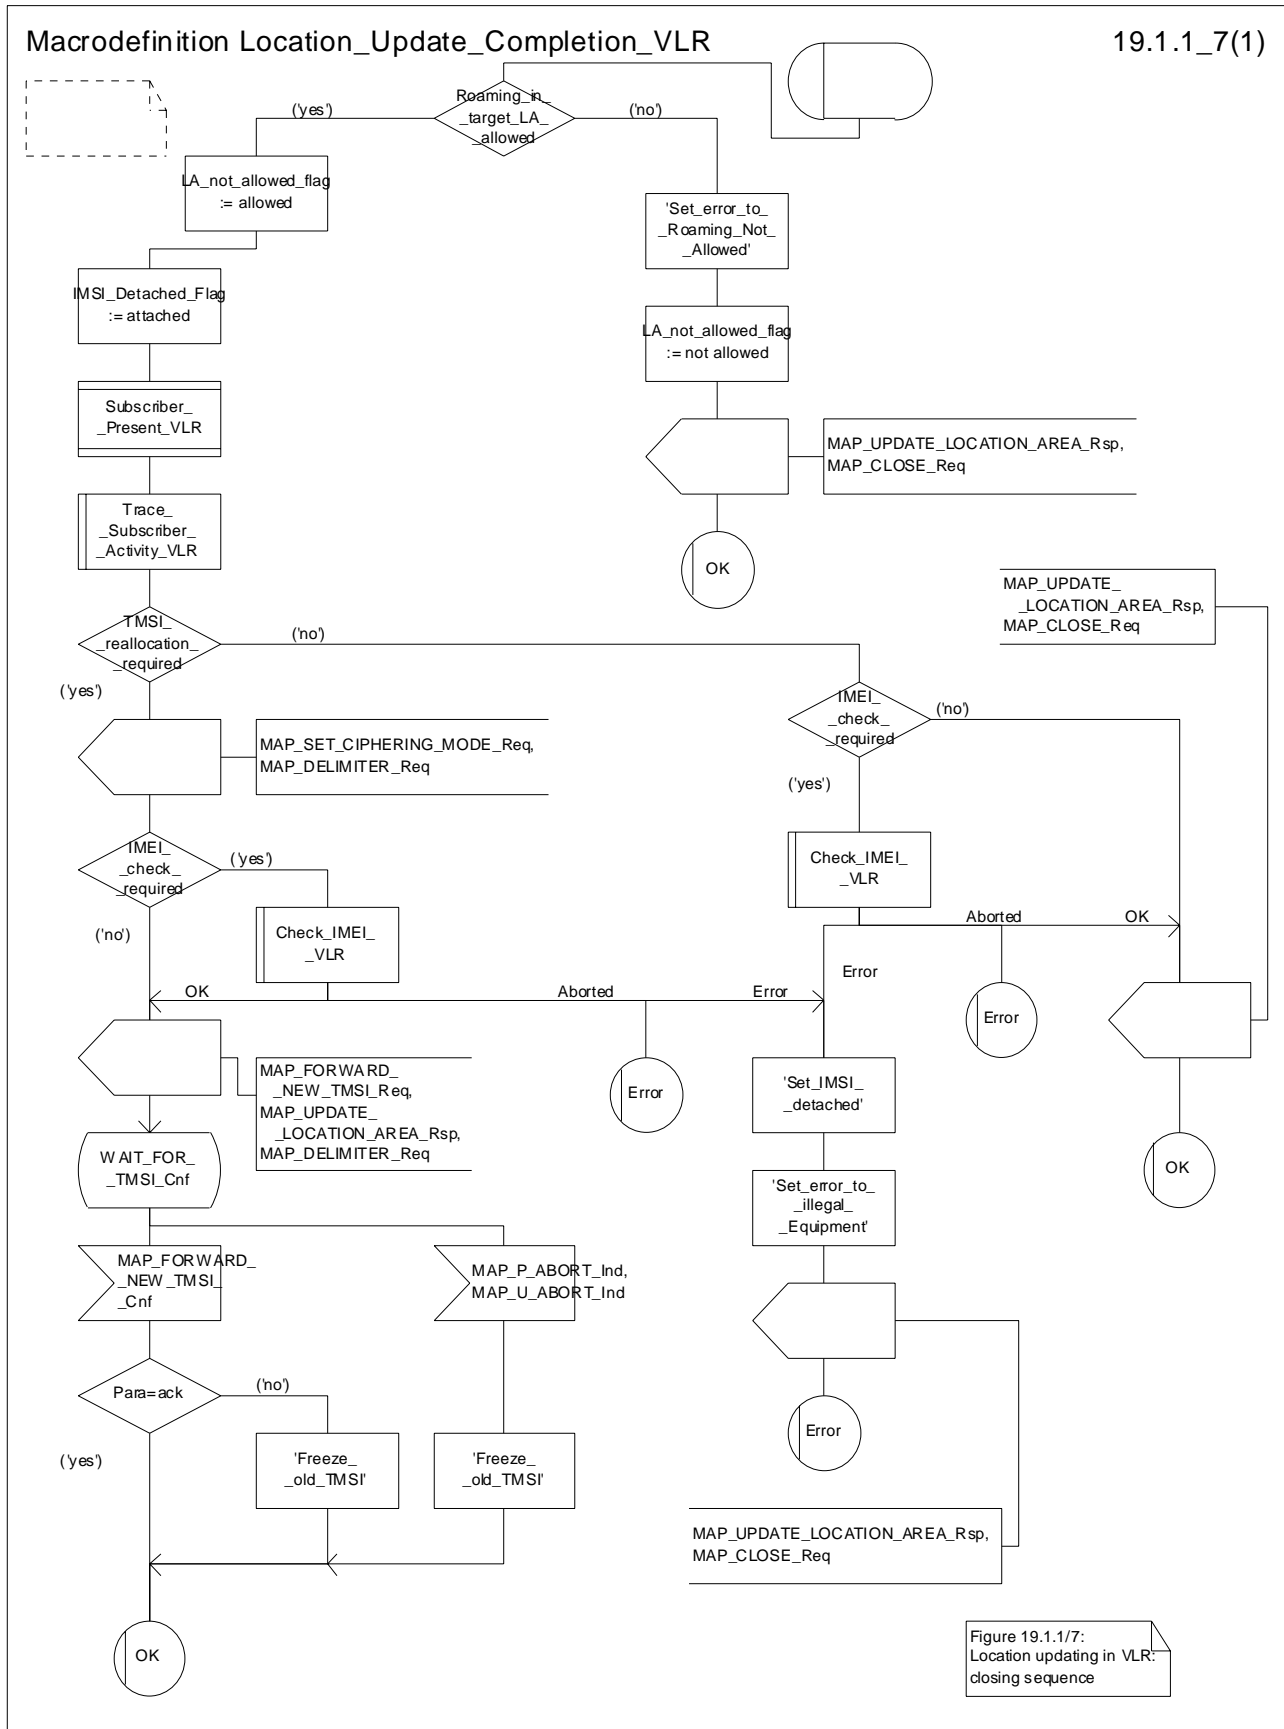 Macrodefinition Location_Update_Completion_VLR
19.1.1_7(1)
Roaming_in_
_target_LA_
_allowed
('yes')
('no')
LA_not_allowed_flag
:= allowed
'Set_error_to_
_Roaming_Not_
_Allowed'
IMSI_Detached_Flag
:= attached
LA_not_allowed_flag
:= not allowed
Subscriber_
_Present_VLR
MAP_UPDATE_LOCATION_AREA_Rsp,
MAP_CLOSE_Req
Trace_
_Subscriber_
_Activity_VLR
OK
MAP_UPDATE_
_LOCATION_AREA_Rsp,
MAP_CLOSE_Req
TMSI_
_reallocation_
_required
('no')
('yes')
IMEI_
_check_
_required
('no')
('yes')
MAP_SET_CIPHERING_MODE_Req,
MAP_DELIMITER_Req
IMEI_
_check_
_required
('yes')
('no')
Check_IMEI_
_VLR
Check_IMEI_
_VLR
Aborted
OK
Error
OK
Aborted
Error
Error
Error
MAP_FORWARD_
_NEW_TMSI_Req,
MAP_UPDATE_
_LOCATION_AREA_Rsp,
MAP_DELIMITER_Req
'Set_IMSI_
_detached'
WAIT_FOR_
_TMSI_Cnf
OK
'Set_error_to_
_illegal_
_Equipment'
MAP_FORWARD_
_NEW_TMSI_
_Cnf
MAP_P_ABORT_Ind,
MAP_U_ABORT_Ind
Para=ack
('no')
('yes')
Error
'Freeze_
_old_TMSI'
'Freeze_
_old_TMSI'
MAP_UPDATE_LOCATION_AREA_Rsp,
MAP_CLOSE_Req
OK
Figure 19.1.1/7:
Location updating in VLR:
closing sequence